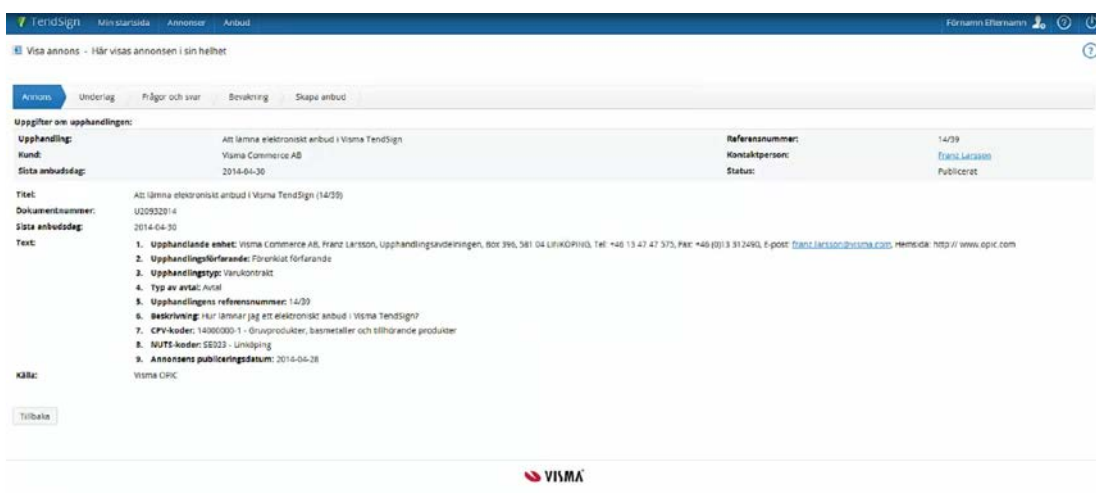 TendSign Min startsida Annonser Anbud Förnamn Efternamn
Visa annons - Här visas annonsen i sin helhet
Annons Underlag Frågor och svar Bevakning Skapa anbud
Uppgifter om upphandlingen:
Upphandling: Att lämna elektroniskt anbud i Visma TendSign Referensnummer: 14/39
Kund: Visma Commerce AB Kontaktperson: Franz Larsson
Sista anbudsdag: 2014-04-30 Status: Publicerat
Titel: Att lämna elektroniskt anbud i Visma TendSign (14/39)
Dokumentnummer: U20932014
Sista anbudsdag: 2014-04-30
Text: 1. Upphandlande enhet: Visma Commerce AB, Franz Larsson, Upphandlingsavdelningen, Box 396, 581 04 LINKÖPING, Tel: +46 13 47 47 575, Fax: +46 (0)13 312490, E-post: franz.larsson@visma.com, Hemsida: http:// www.opic.com
2. Upphandlingsförfarande: Förenklat förfarande
3. Upphandlingstyp: Varukontrakt
4. Typ av avtal: Avtal
5. Upphandlingens referensnummer: 14/39
6. Beskrivning: Hur lämnar jag ett elektroniskt anbud i Visma TendSign?
7. CPV-koder: 14000000-1 - Gruvprodukter, basmetaller och tillhörande produkter
8. NUTS-koder: SE023 - Linköping
9. Annonsens publiceringsdatum: 2014-04-28
Källa: Visma OPIC
Tillbaka
VISMA